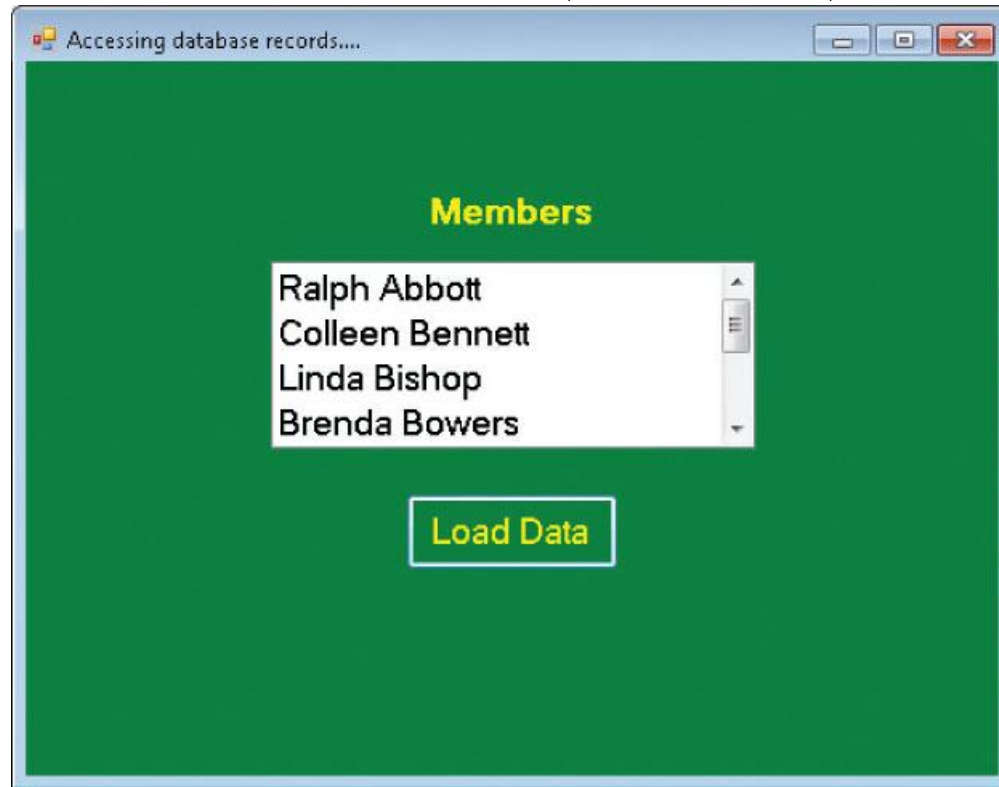 Accessing database records....
Members
Ralph Abbott
Colleen Bennett
Linda Bishop
Brenda Bowers
Load Data